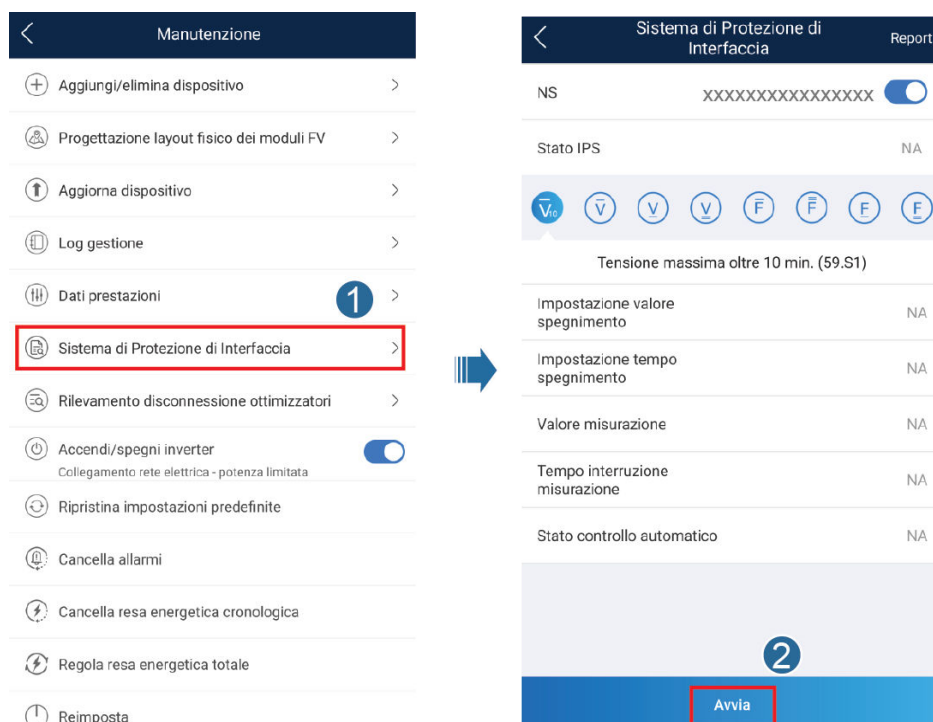 Manutenzione
Aggiungi/elimina dispositivo
Progettazione layout fisico dei moduli FV
Aggiorna dispositivo
Log gestione
Dati prestazioni
1
Sistema di Protezione di Interfaccia
Rilevamento disconnessione ottimizzatori
Accendi/spegni inverter
Collegamento rete elettrica - potenza limitata
Ripristina impostazioni predefinite
Cancella allarmi
Cancella resa energetica cronologica
Regola resa energetica totale
Reimposta
Sistema di Protezione di
Interfaccia
Report
NS XXXXXXXXXXXXXXXX
Stato IPS NA
V̅₁₀ V̅ V̲ V̳ F̅ F̿ F̲ F̳
Tensione massima oltre 10 min. (59.S1)
Impostazione valore
spegnimento NA
Impostazione tempo
spegnimento NA
Valore misurazione NA
Tempo interruzione
misurazione NA
Stato controllo automatico NA
2
Avvia